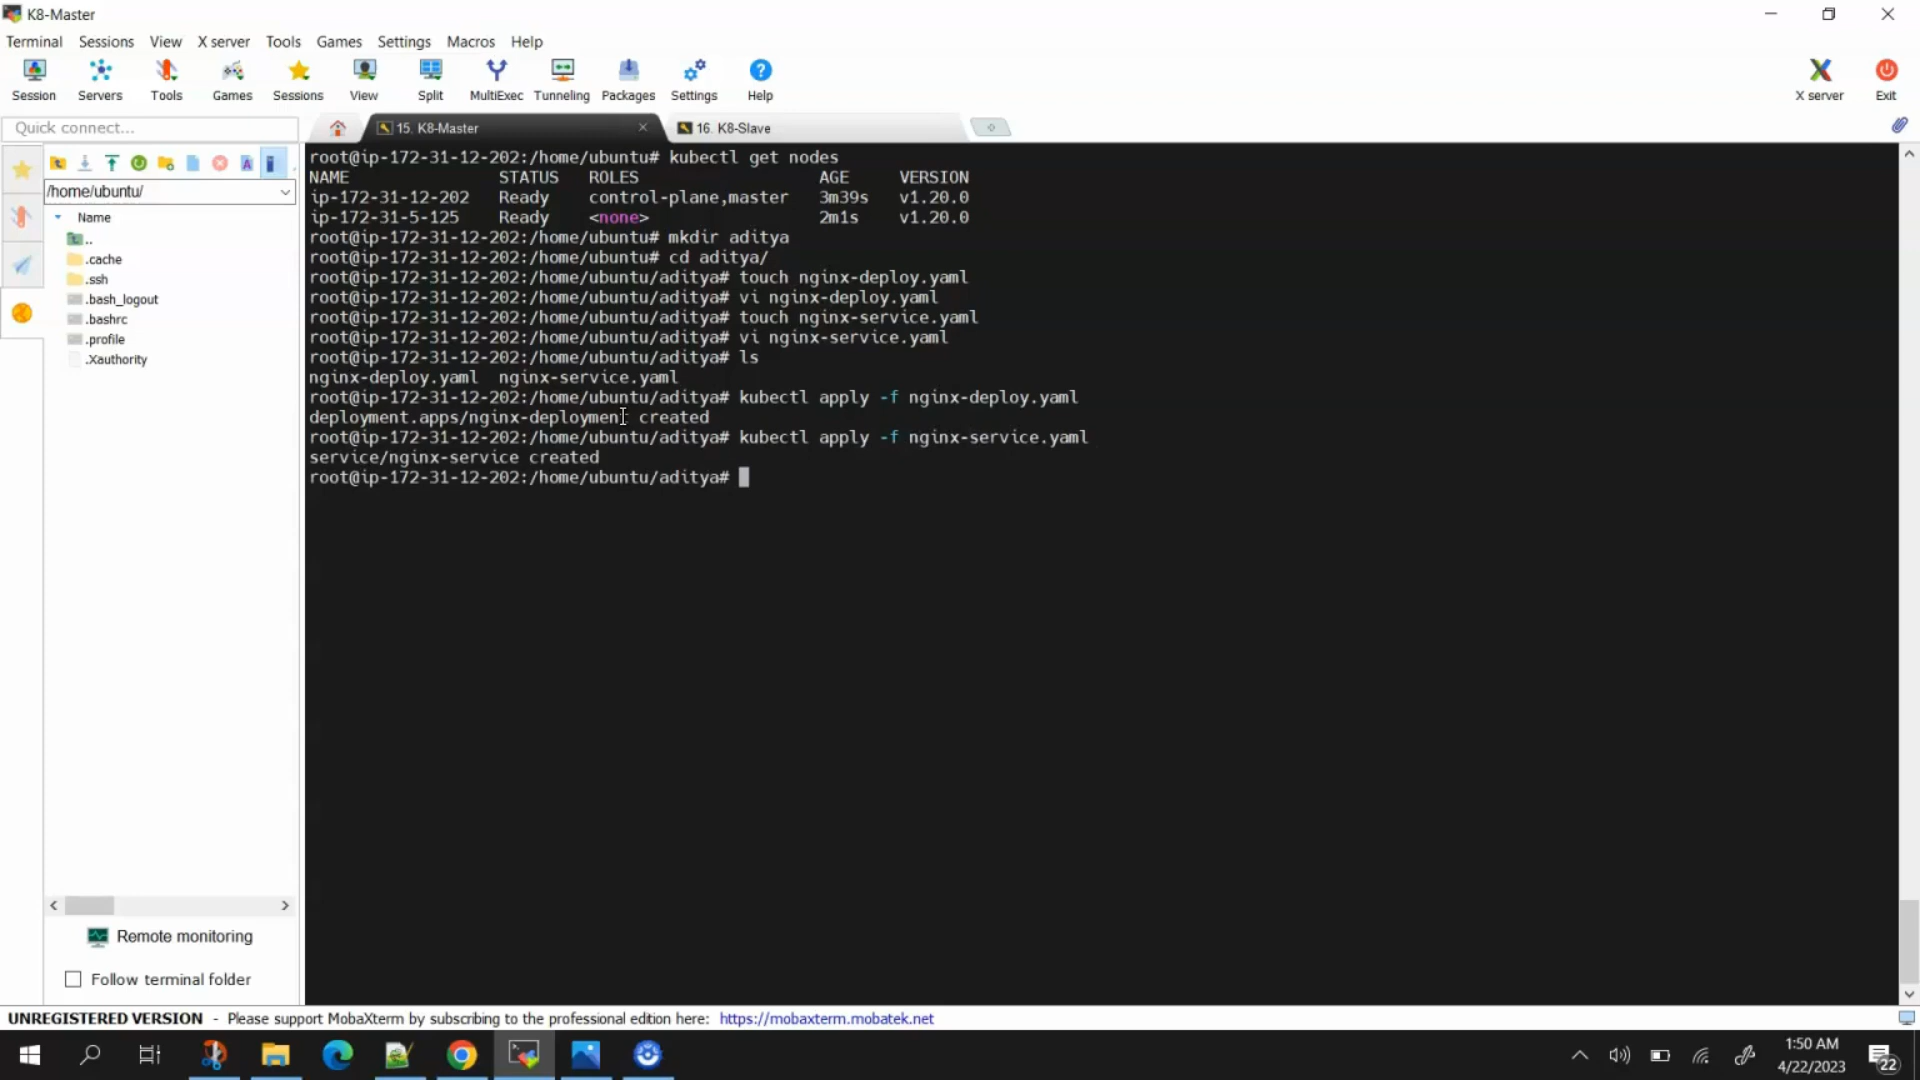 K8-Master
Terminal Sessions View X server Tools Games Settings Macros Help
Session Servers Tools Games Sessions View Split MultiExec Tunneling Packages Settings Help X server Exit
Quick connect...
15. K8-Master
16. K8-Slave
/home/ubuntu/
Name
..
.cache
.ssh
.bash_logout
.bashrc
.profile
.Xauthority
root@ip-172-31-12-202:/home/ubuntu# kubectl get nodes
NAME STATUS ROLES AGE VERSION
ip-172-31-12-202 Ready control-plane,master 3m39s v1.20.0
ip-172-31-5-125 Ready <none> 2m1s v1.20.0
root@ip-172-31-12-202:/home/ubuntu# mkdir aditya
root@ip-172-31-12-202:/home/ubuntu# cd aditya/
root@ip-172-31-12-202:/home/ubuntu/aditya# touch nginx-deploy.yaml
root@ip-172-31-12-202:/home/ubuntu/aditya# vi nginx-deploy.yaml
root@ip-172-31-12-202:/home/ubuntu/aditya# touch nginx-service.yaml
root@ip-172-31-12-202:/home/ubuntu/aditya# vi nginx-service.yaml
root@ip-172-31-12-202:/home/ubuntu/aditya# ls
nginx-deploy.yaml nginx-service.yaml
root@ip-172-31-12-202:/home/ubuntu/aditya# kubectl apply -f nginx-deploy.yaml
deployment.apps/nginx-deployment created
root@ip-172-31-12-202:/home/ubuntu/aditya# kubectl apply -f nginx-service.yaml
service/nginx-service created
root@ip-172-31-12-202:/home/ubuntu/aditya#
Remote monitoring
Follow terminal folder
UNREGISTERED VERSION - Please support MobaXterm by subscribing to the professional edition here: https://mobaxterm.mobatek.net
1:50 AM
4/22/2023
22